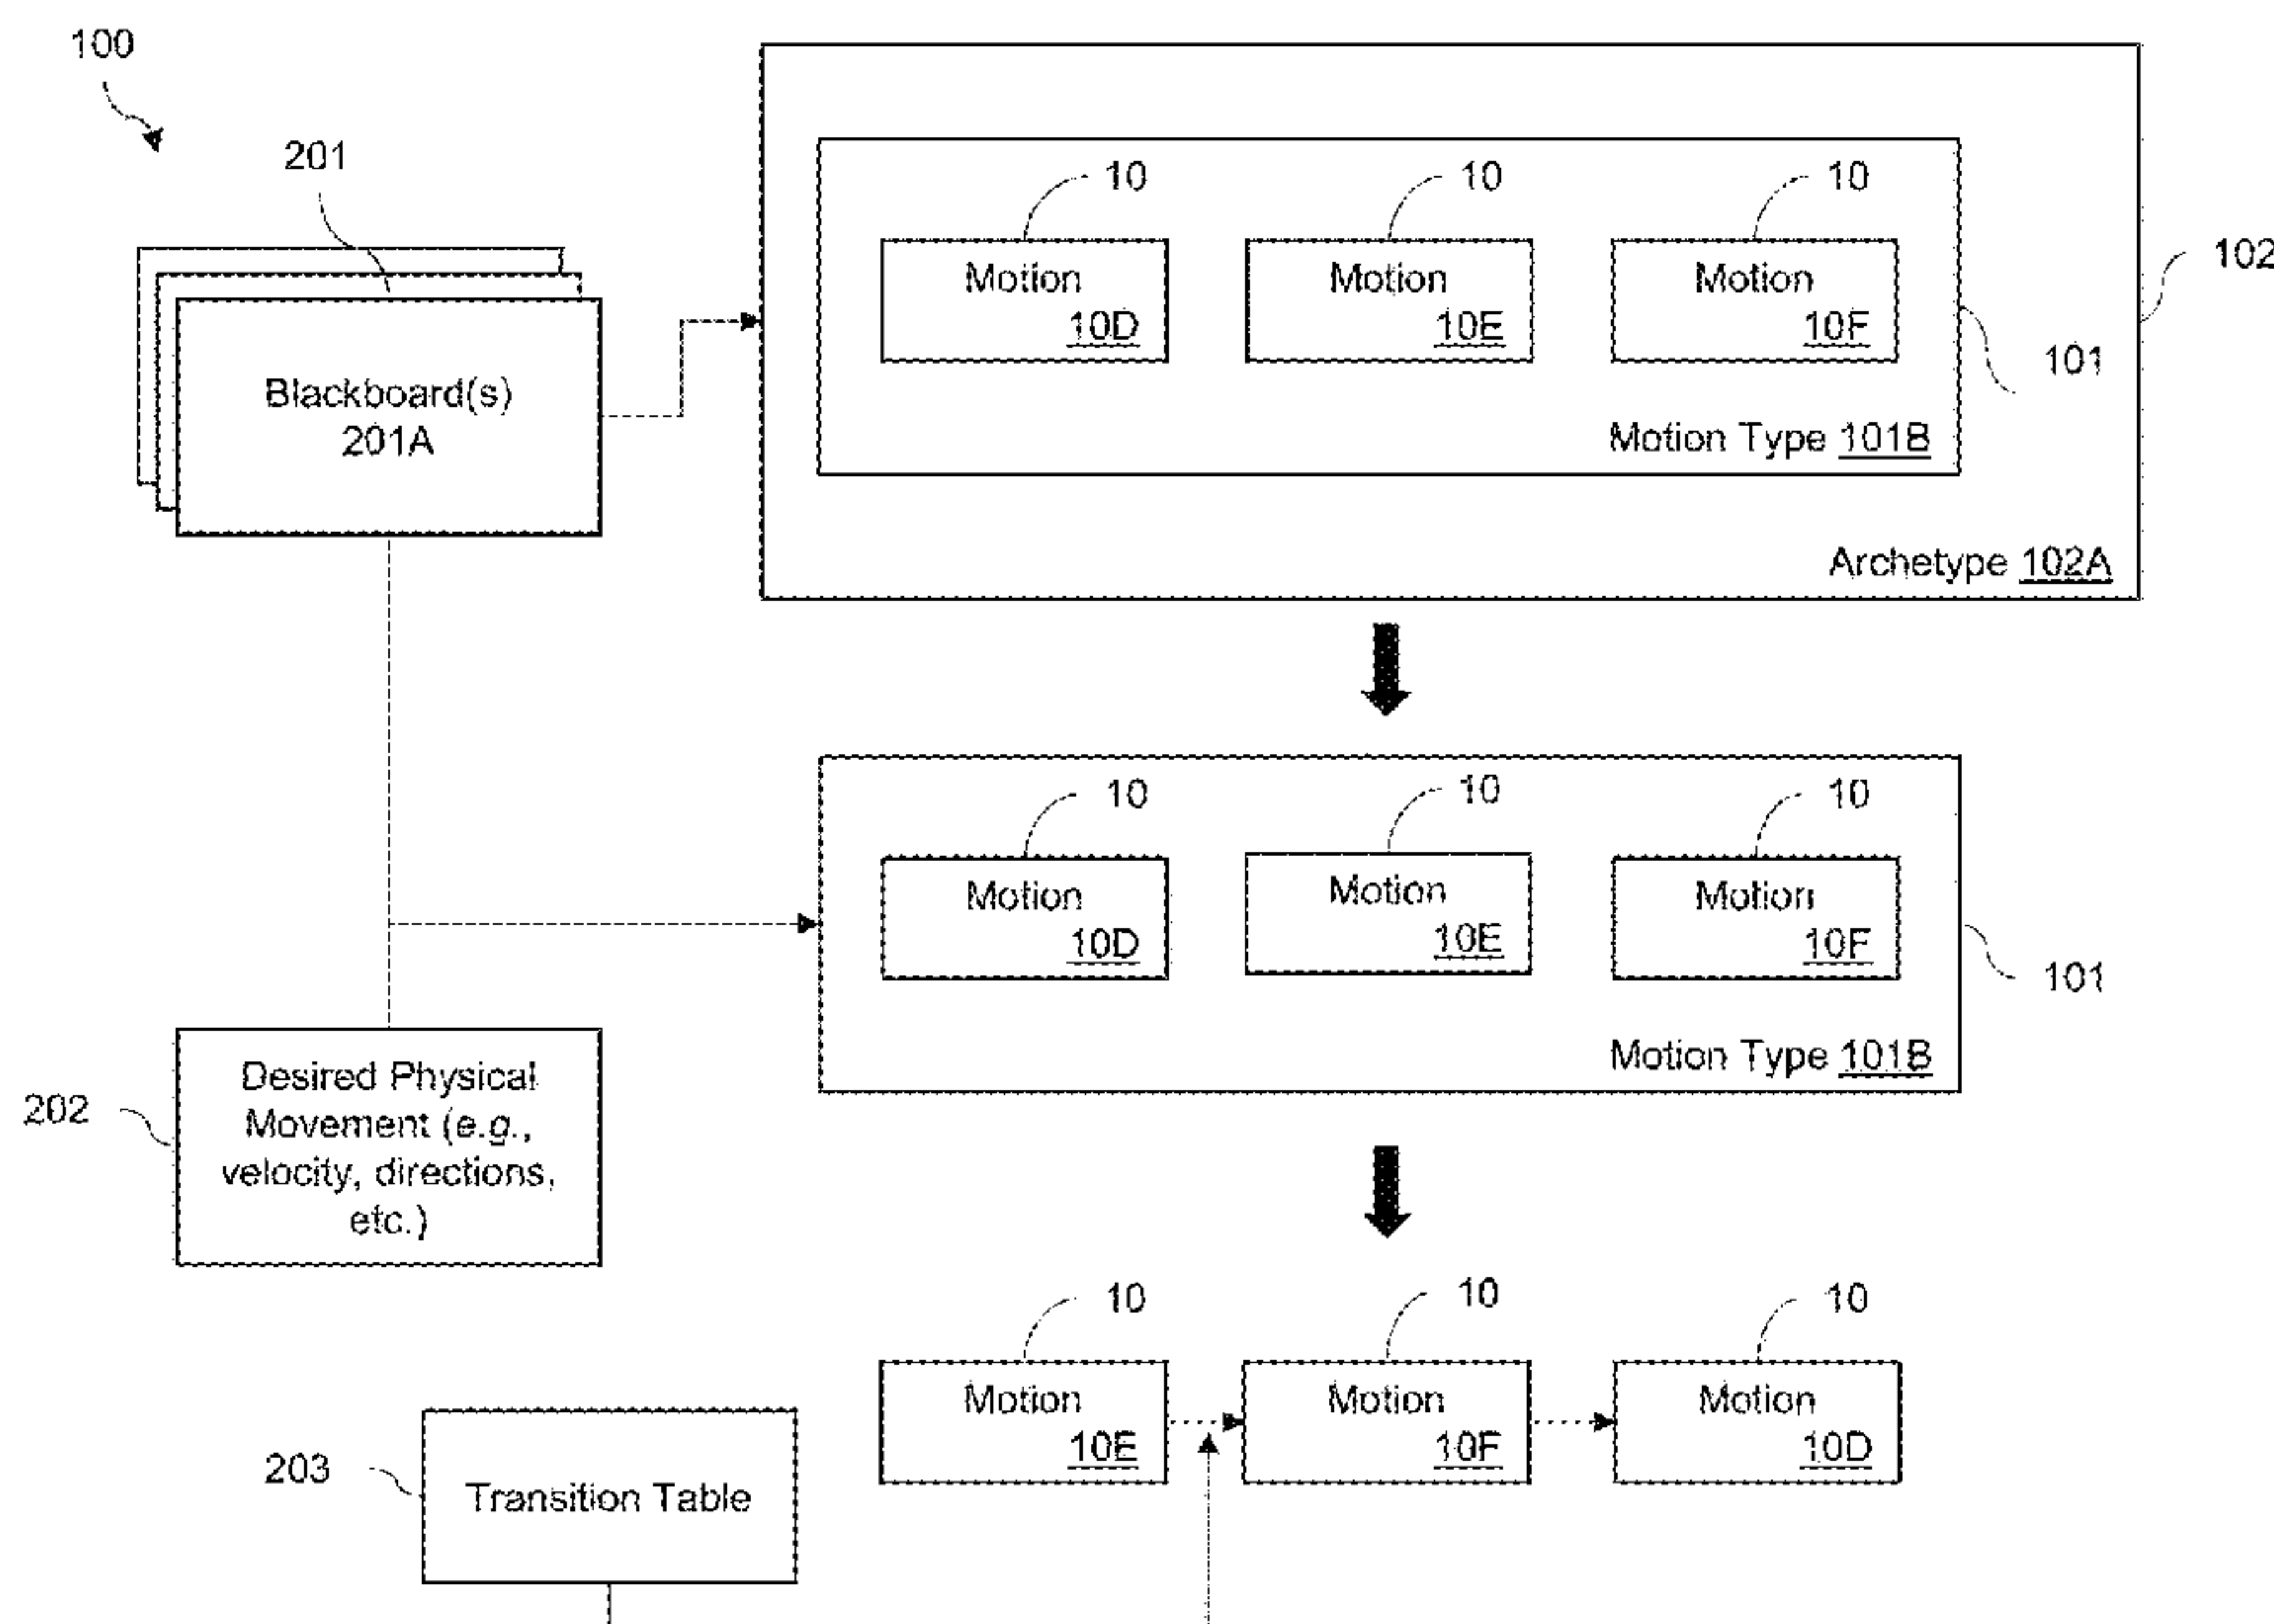 100
201
Blackboard(s)
201A
10
10
10
Motion
10D
Motion
10E
Motion
10F
102
101
Motion Type 101B
Archetype 102A
10
10
10
Motion
10D
Motion
10E
Motion
10F
101
Motion Type 101B
202
Desired Physical
Movement (e.g.,
velocity, directions,
etc.)
10
10
10
Motion
10E
Motion
10F
Motion
10D
203
Transition Table